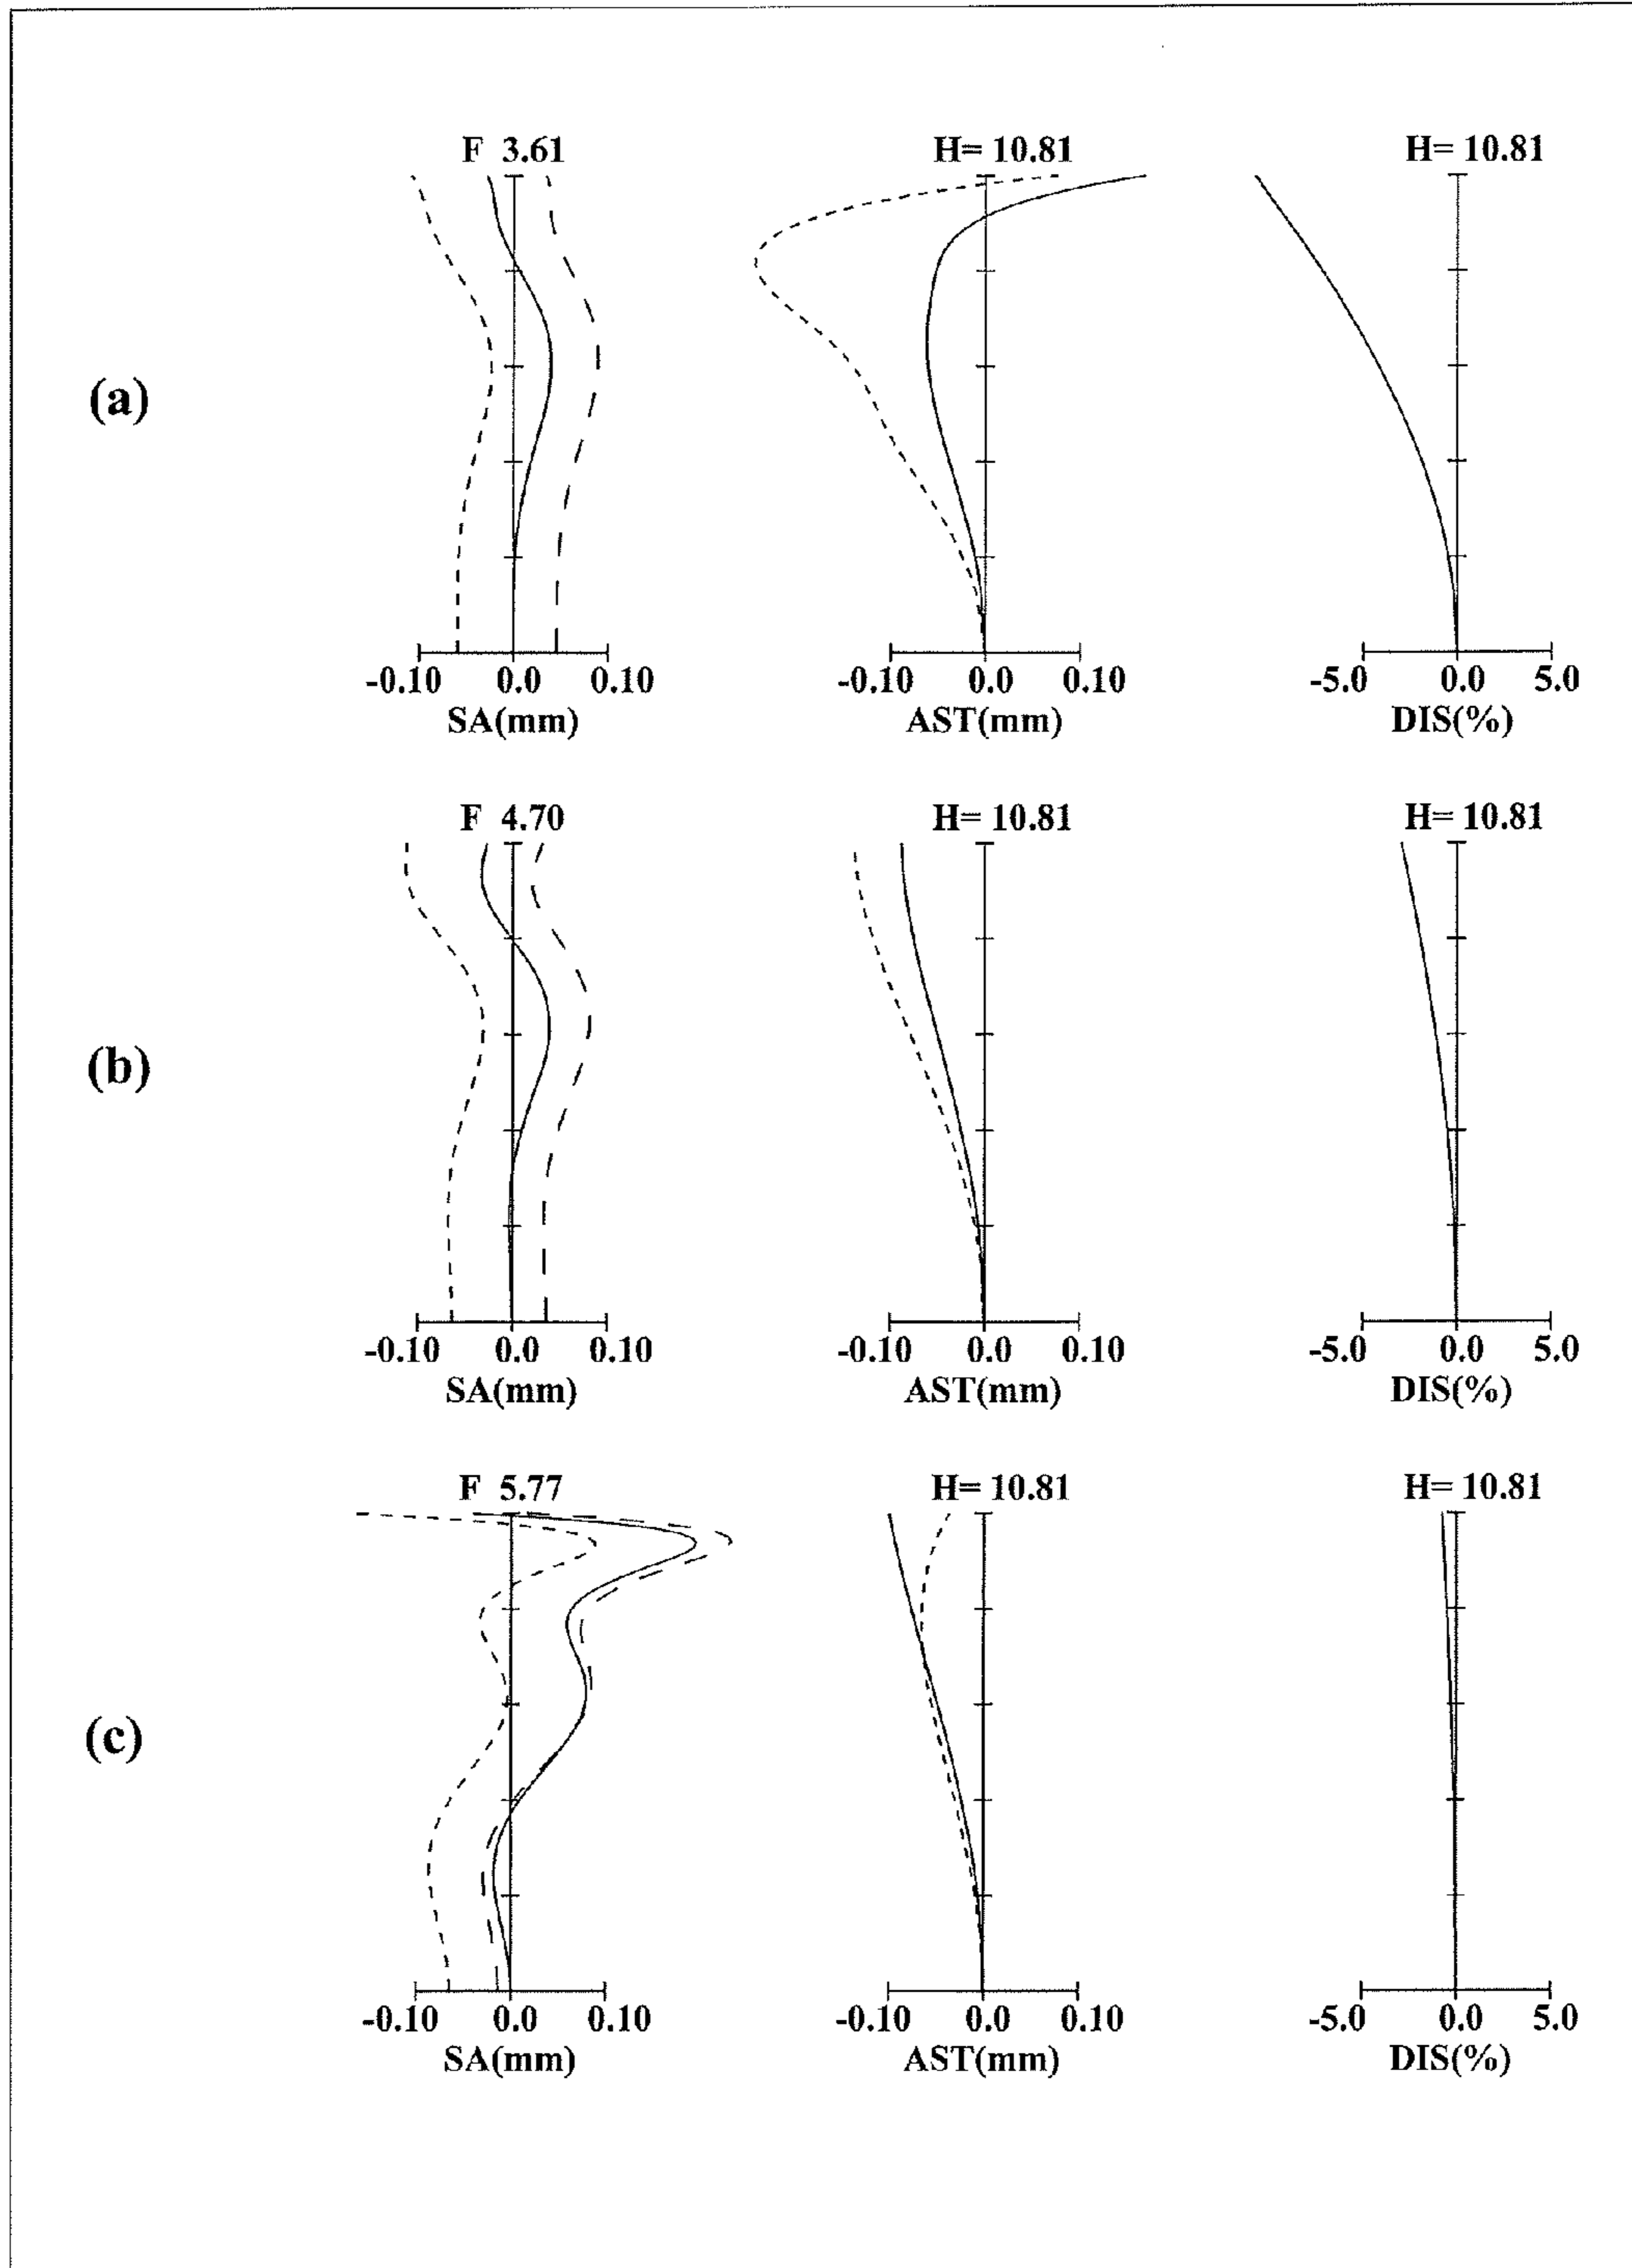 F 3.61 H= 10.81 H= 10.81
(a)
-0.10 0.0 0.10 -0.10 0.0 0.10 -5.0 0.0 5.0
SA(mm) AST(mm) DIS(%)
F 4.70 H= 10.81 H= 10.81
(b)
-0.10 0.0 0.10 -0.10 0.0 0.10 -5.0 0.0 5.0
SA(mm) AST(mm) DIS(%)
F 5.77 H= 10.81 H= 10.81
(c)
-0.10 0.0 0.10 -0.10 0.0 0.10 -5.0 0.0 5.0
SA(mm) AST(mm) DIS(%)